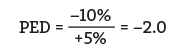 PED = –10% / +5% = –2.0